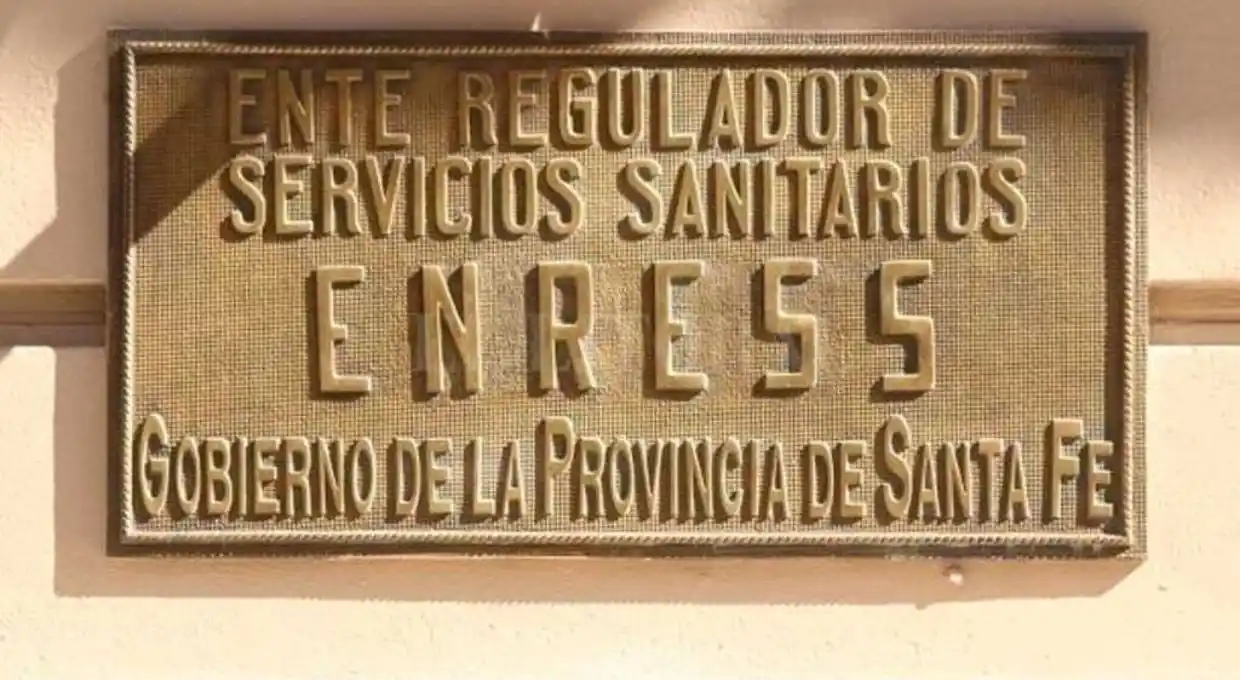 ENTE REGULADOR DE
SERVICIOS SANITARIOS
ENRESS
GOBIERNO DE LA PROVINCIA DE SANTA FE